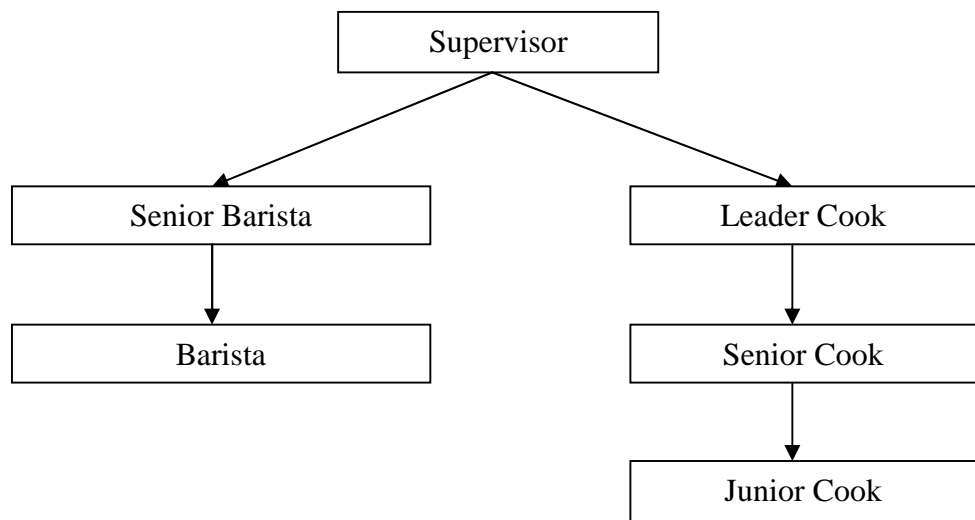 Supervisor
Senior Barista
Leader Cook
Barista
Senior Cook
Junior Cook